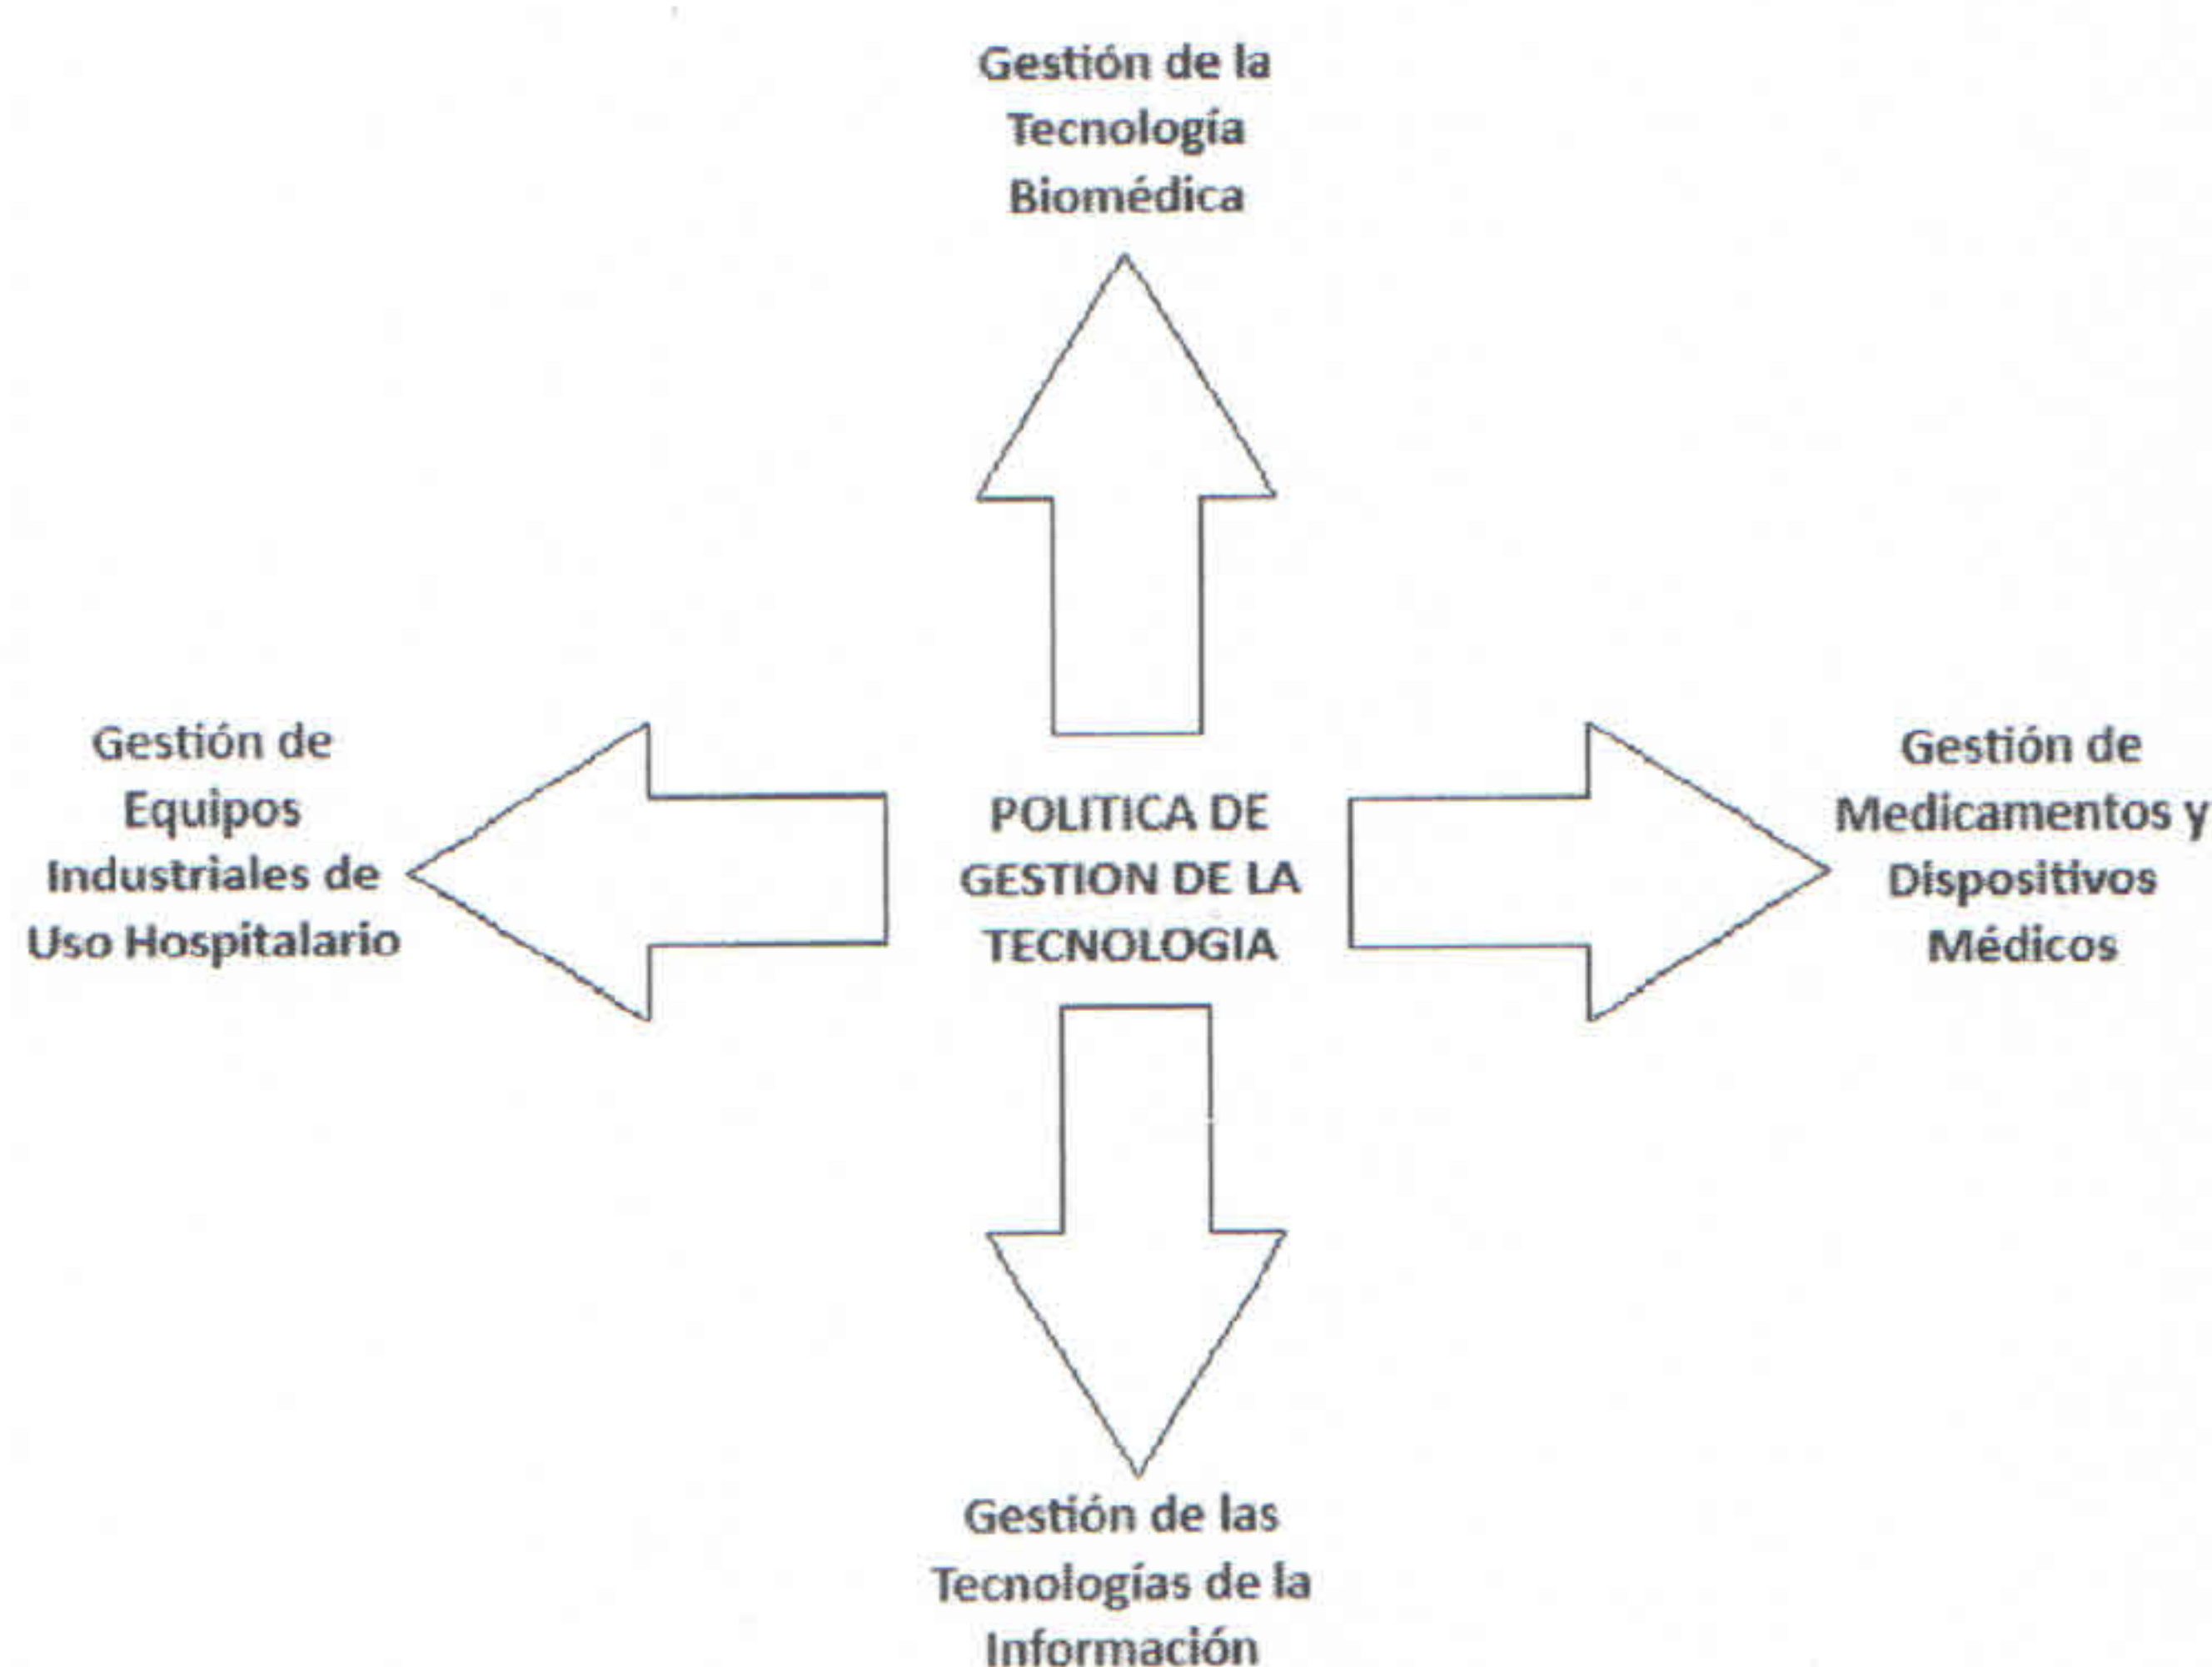 Gestión de la
Tecnología
Biomédica
Gestión de
Equipos
Industriales de
Uso Hospitalario
POLITICA DE
GESTION DE LA
TECNOLOGIA
Gestión de
Medicamentos y
Dispositivos
Médicos
Gestión de las
Tecnologías de la
Información